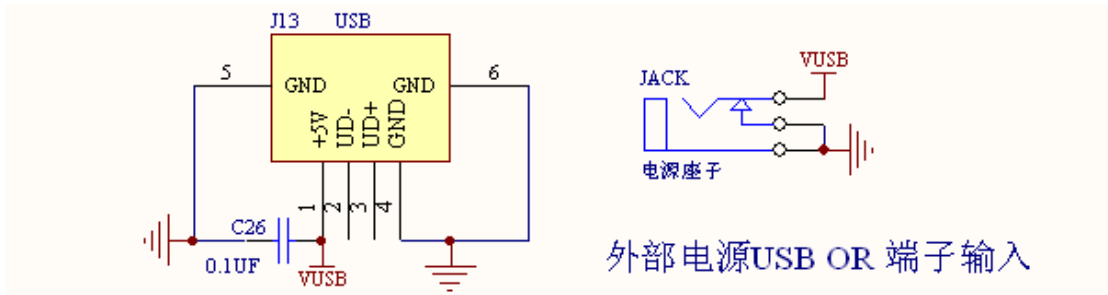 J13 USB
5
GND
GND
6
+5V
UD-
UD+
GND
1
2
3
4
C26
0.1UF
VUSB
VUSB
JACK
电源座子
外部电源USB OR 端子输入